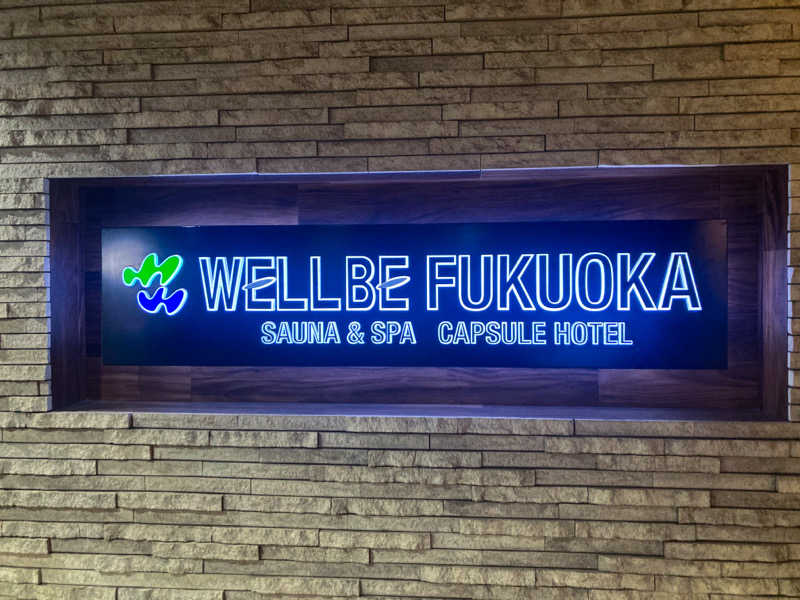 WELLBE FUKUOKA
SAUNA & SPA CAPSULE HOTEL